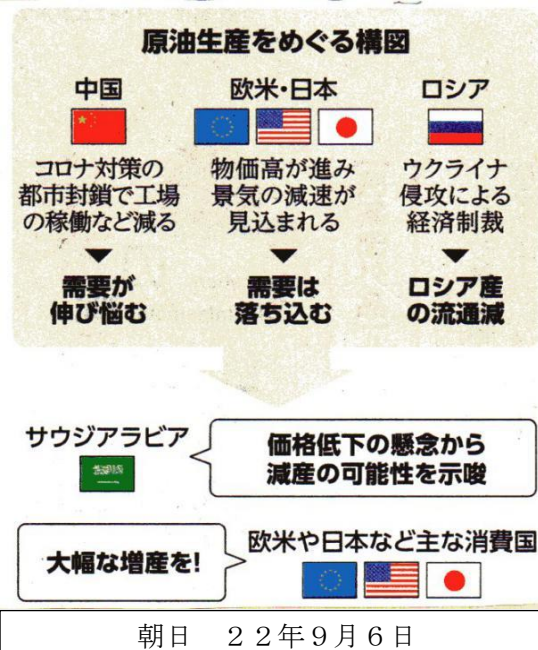 原油生産をめぐる構図
中国
コロナ対策の
都市封鎖で工場
の稼働など減る
需要が
伸び悩む
欧米・日本
物価高が進み
景気の減速が
見込まれる
需要は
落ち込む
ロシア
ウクライナ
侵攻による
経済制裁
ロシア産
の流通減
サウジアラビア
価格低下の懸念から
減産の可能性を示唆
大幅な増産を!
欧米や日本など主な消費国
朝日 22年9月6日